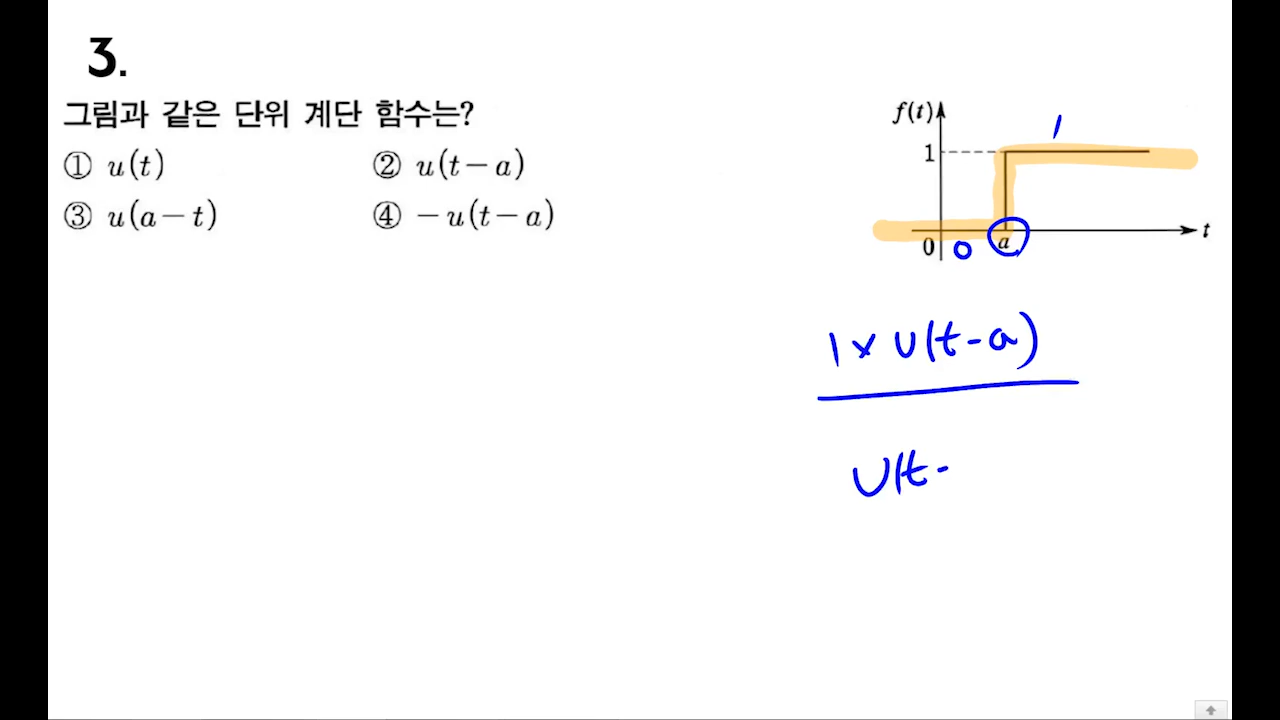 3.
그림과 같은 단위 계단 함수는?
① u(t) ② u(t-a)
③ u(a-t) ④ -u(t-a)
f(t)
1
1
0 0 a t
1 x u(t-a)
u(t-